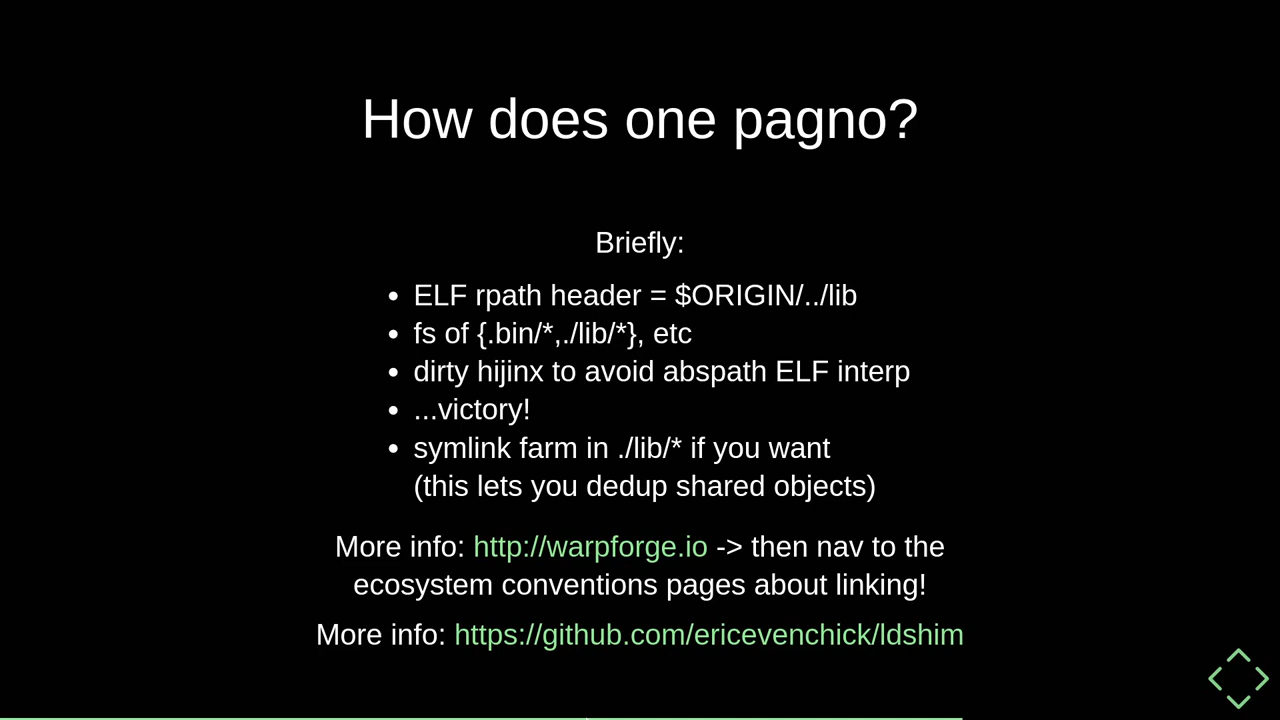 How does one pagno?
Briefly:
• ELF rpath header = $ORIGIN/../lib
• fs of {.bin/*,./lib/*}, etc
• dirty hijinx to avoid abspath ELF interp
• ...victory!
• symlink farm in ./lib/* if you want
(this lets you dedup shared objects)
More info: http://warpforge.io -> then nav to the
ecosystem conventions pages about linking!
More info: https://github.com/ericevenchick/ldshim